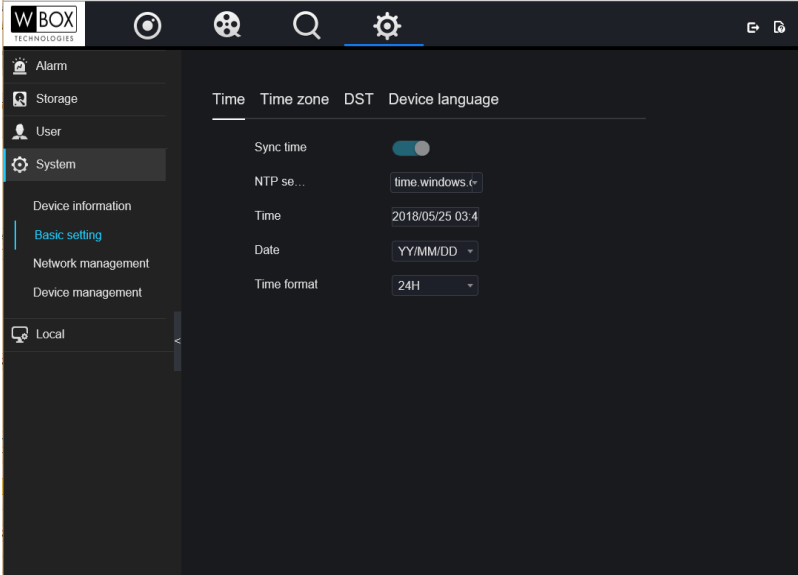 W BOX
TECHNOLOGIES
Alarm
Storage
User
System
Device information
Basic setting
Network management
Device management
Local
<
Time Time zone DST Device language
Sync time
NTP se...
time.windows.
Time
2018/05/25 03:4
Date
YY/MM/DD
Time format
24H